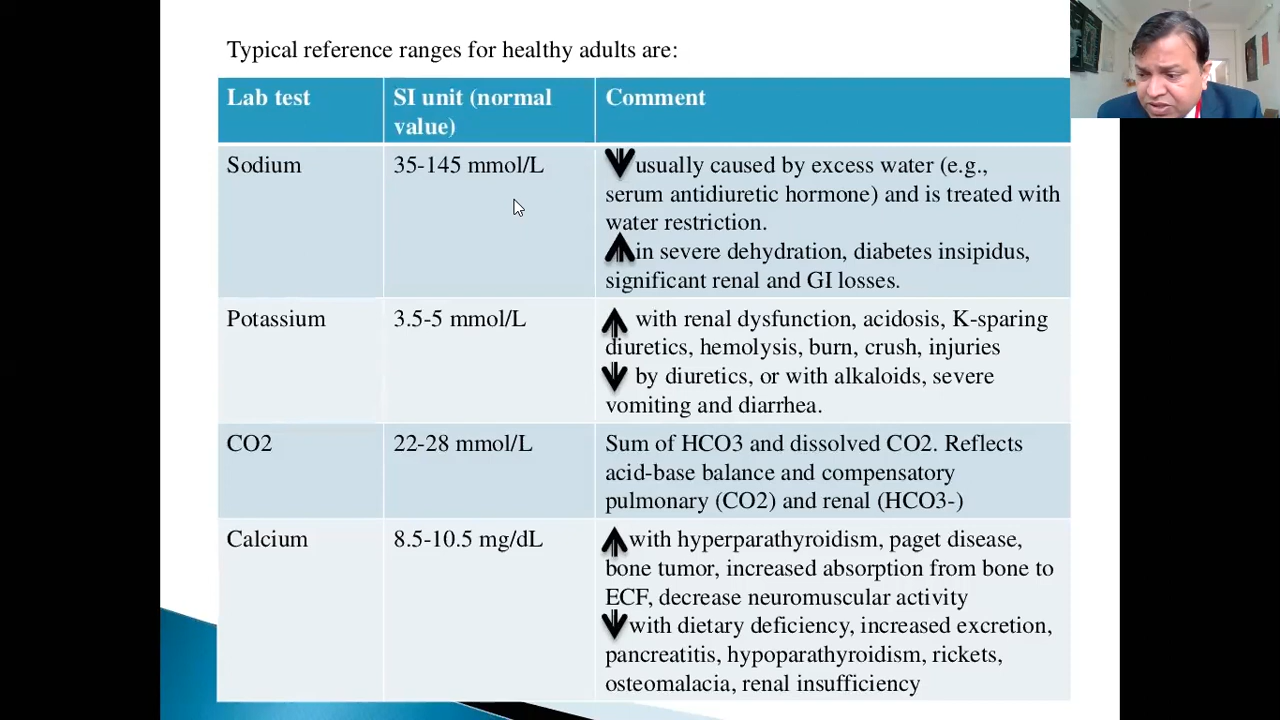 Typical reference ranges for healthy adults are:
Lab test
SI unit (normal
value)
Comment
Sodium
35-145 mmol/L
usually caused by excess water (e.g.,
serum antidiuretic hormone) and is treated with
water restriction.
in severe dehydration, diabetes insipidus,
significant renal and GI losses.
Potassium
3.5-5 mmol/L
with renal dysfunction, acidosis, K-sparing
diuretics, hemolysis, burn, crush, injuries
by diuretics, or with alkaloids, severe
vomiting and diarrhea.
CO2
22-28 mmol/L
Sum of HCO3 and dissolved CO2. Reflects
acid-base balance and compensatory
pulmonary (CO2) and renal (HCO3-)
Calcium
8.5-10.5 mg/dL
with hyperparathyroidism, paget disease,
bone tumor, increased absorption from bone to
ECF, decrease neuromuscular activity
with dietary deficiency, increased excretion,
pancreatitis, hypoparathyroidism, rickets,
osteomalacia, renal insufficiency